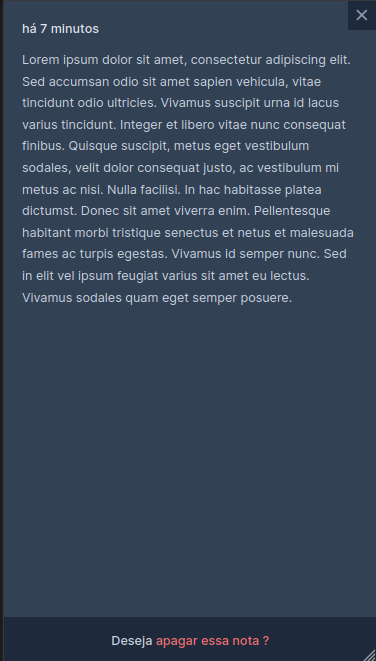 há 7 minutos
Lorem ipsum dolor sit amet, consectetur adipiscing elit.
Sed accumsan odio sit amet sapien vehicula, vitae
tincidunt odio ultricies. Vivamus suscipit urna id lacus
varius tincidunt. Integer et libero vitae nunc consequat
finibus. Quisque suscipit, metus eget vestibulum
sodales, velit dolor consequat justo, ac vestibulum mi
metus ac nisi. Nulla facilisi. In hac habitasse platea
dictumst. Donec sit amet viverra enim. Pellentesque
habitant morbi tristique senectus et netus et malesuada
fames ac turpis egestas. Vivamus id semper nunc. Sed
in elit vel ipsum feugiat varius sit amet eu lectus.
Vivamus sodales quam eget semper posuere.
Deseja apagar essa nota ?